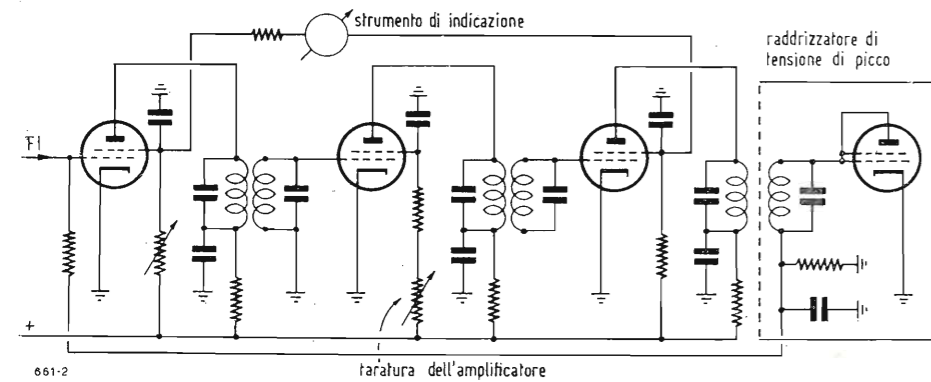 strumento di indicazione
raddrizzatore di
tensione di picco
FI
+
661-2
taratura dell'amplificatore